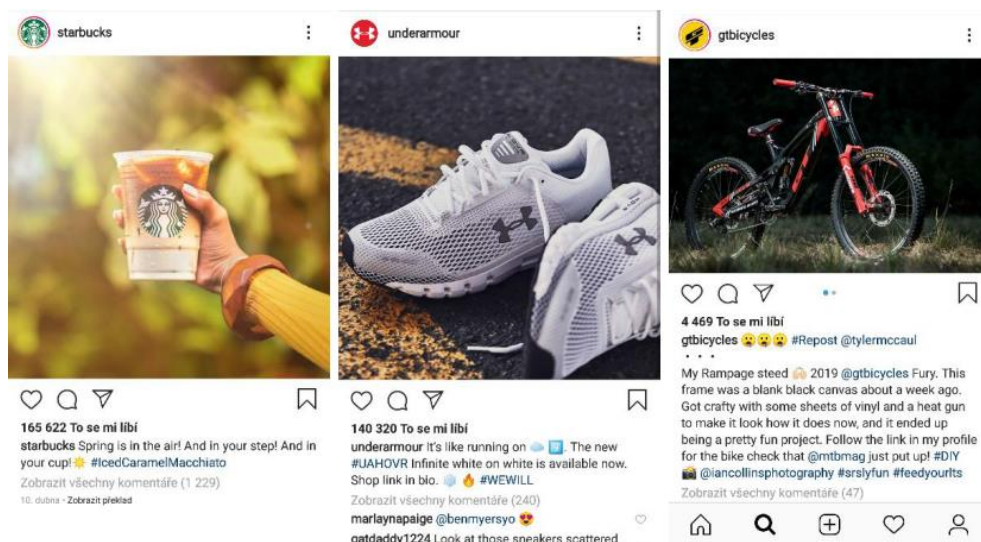 starbucks
165 622 To se mi líbí
starbucks Spring is in the air! And in your step! And in
your cup!☀️ #IcedCaramelMacchiato
Zobrazit všechny komentáře (1 229)
10. dubna • Zobrazit překlad
underarmour
140 320 To se mi líbí
underarmour It's like running on ☁️ ⬆️. The new
#UAHOVR Infinite white on white is available now.
Shop link in bio. ❄️ 🔥 #WEWILL
Zobrazit všechny komentáře (240)
marlaynapaige @benmyersyo 😍
gatdaddy1224 Look at those sneakers scattered
gtbicycles
4 469 To se mi líbí
gtbicycles 😮😮😮 #Repost @tylermccaul
• • •
My Rampage steed 🙌🏻 2019 @gtbicycles Fury. This
frame was a blank black canvas about a week ago.
Got crafty with some sheets of vinyl and a heat gun
to make it look how it does now, and it ended up
being a pretty fun project. Follow the link in my profile
for the bike check that @mtbmag just put up! #DIY
📸 @iancollinsphotography #srslyfun #feedyourlts
Zobrazit všechny komentáře (47)